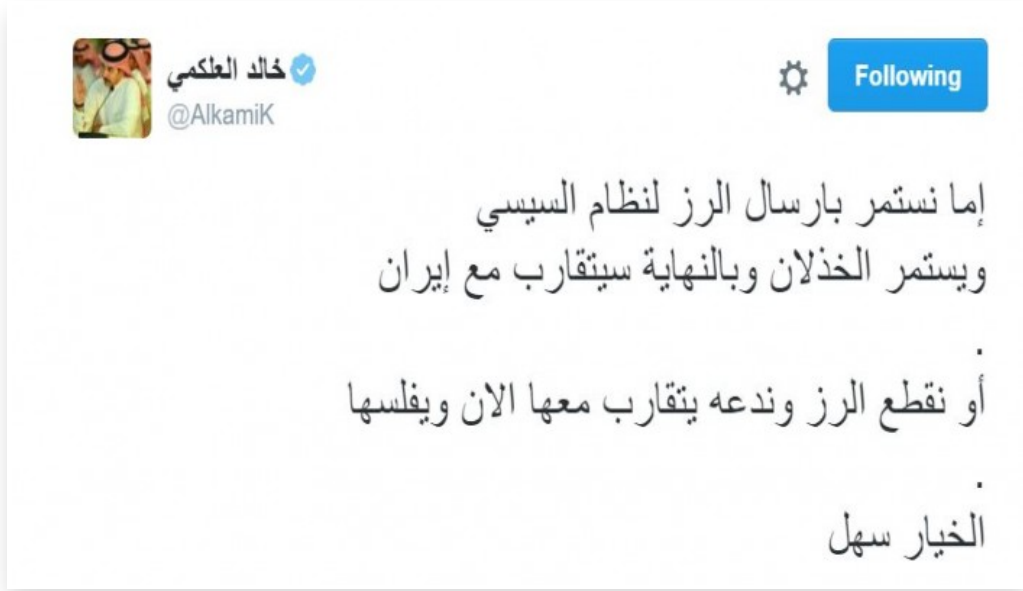 خالد العلكمي
@AlkamiK
Following
إما نستمر بارسال الرز لنظام السيسي
ويستمر الخذلان وبالنهاية سيتقارب مع إيران
.
أو نقطع الرز وندعه يتقارب معها الان ويفلسها
.
الخيار سهل